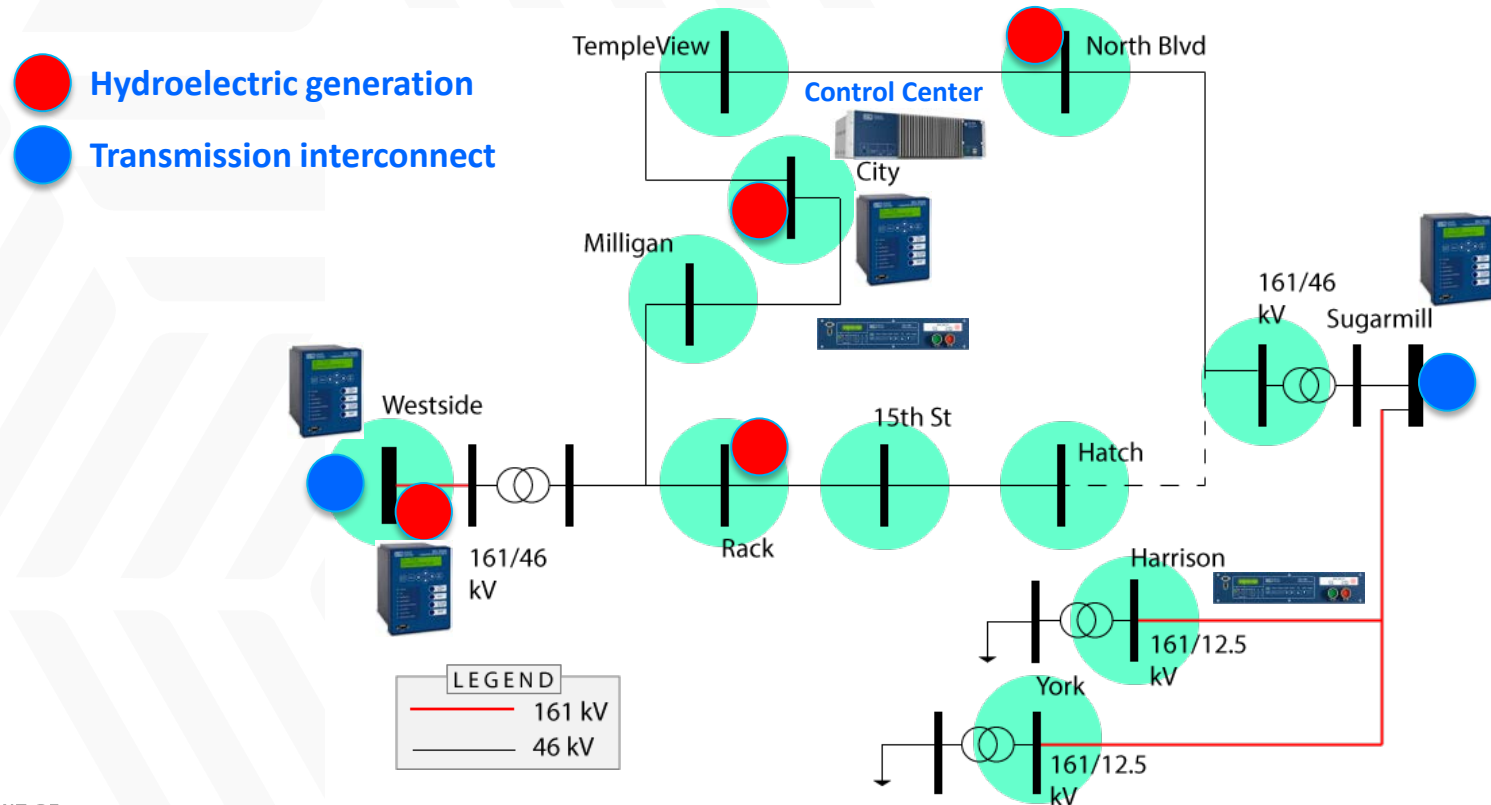 Hydroelectric generation
Transmission interconnect
TempleView
North Blvd
Control Center
City
Milligan
161/46
kV
Sugarmill
Westside
15th St
Hatch
161/46
kV
Rack
Harrison
161/12.5
kV
York
161/12.5
kV
LEGEND
161 kV
46 kV